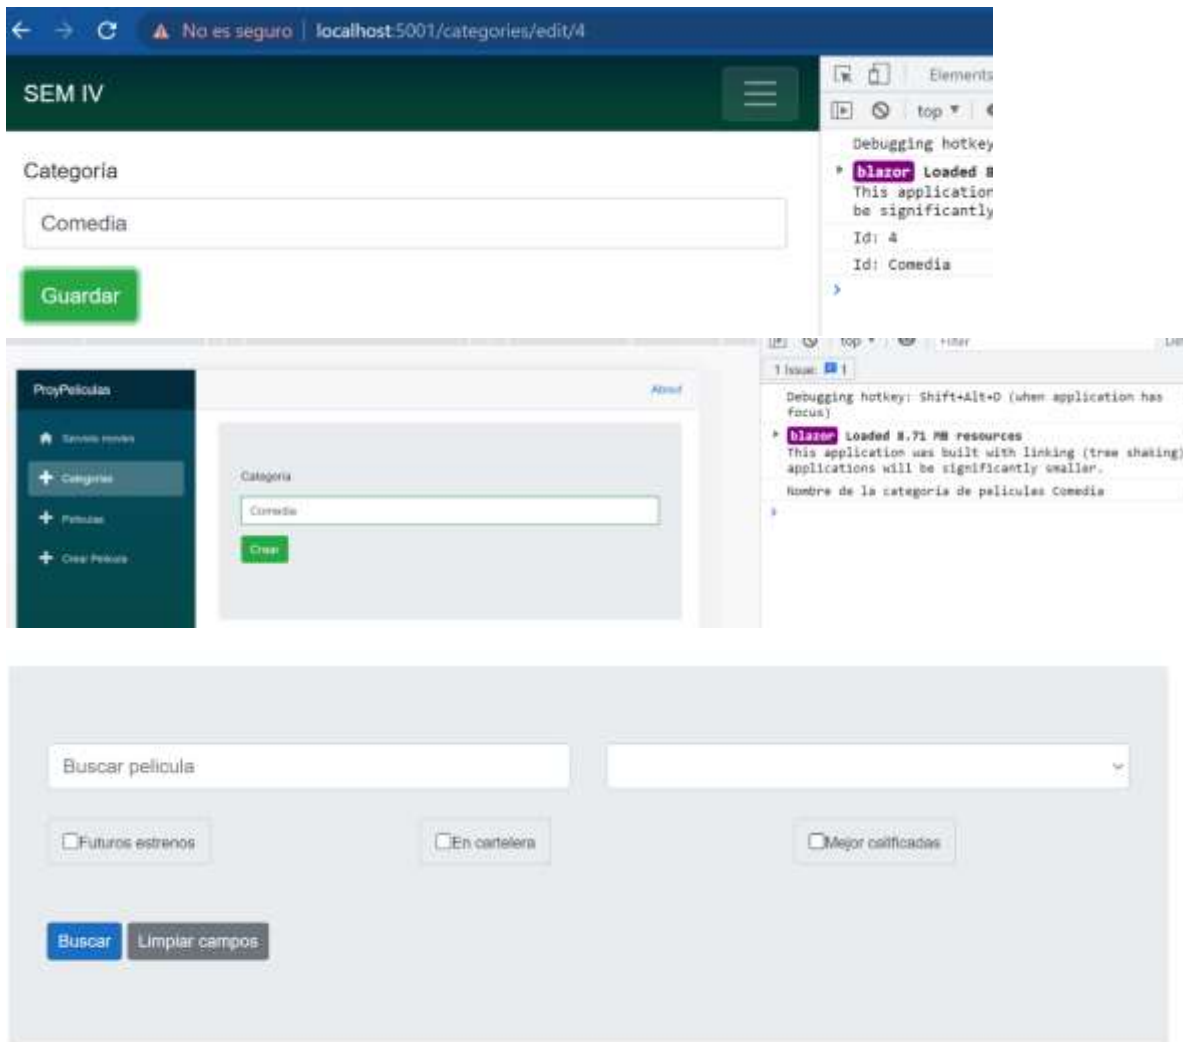 No es seguro localhost:5001/categories/edit/4
SEM IV
Elements
top
Categoría
Comedia
Guardar
Debugging hotkey
blazor Loaded 8
This application
be significantly
Id: 4
Id: Comedia
top
Filter
1 Issue: 1
ProyPeliculas
About
Categorias
Peliculas
Crear Pelicula
Categoria
Comedia
Crear
Debugging hotkey: Shift+Alt+D (when application has
focus)
blazor Loaded 8.71 MB resources
This application was built with linking (tree shaking)
applications will be significantly smaller.
Nombre de la categoria de peliculas Comedia
Buscar pelicula
Futuros estrenos
En cartelera
Mejor calificadas
Buscar
Limpiar campos